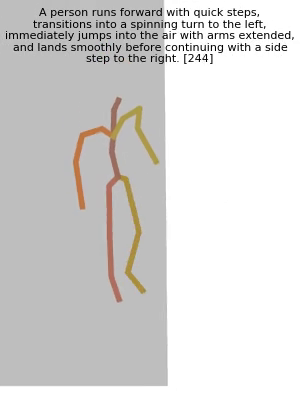 A person runs forward with quick steps,
transitions into a spinning turn to the left,
immediately jumps into the air with arms extended,
and lands smoothly before continuing with a side
step to the right. [244]